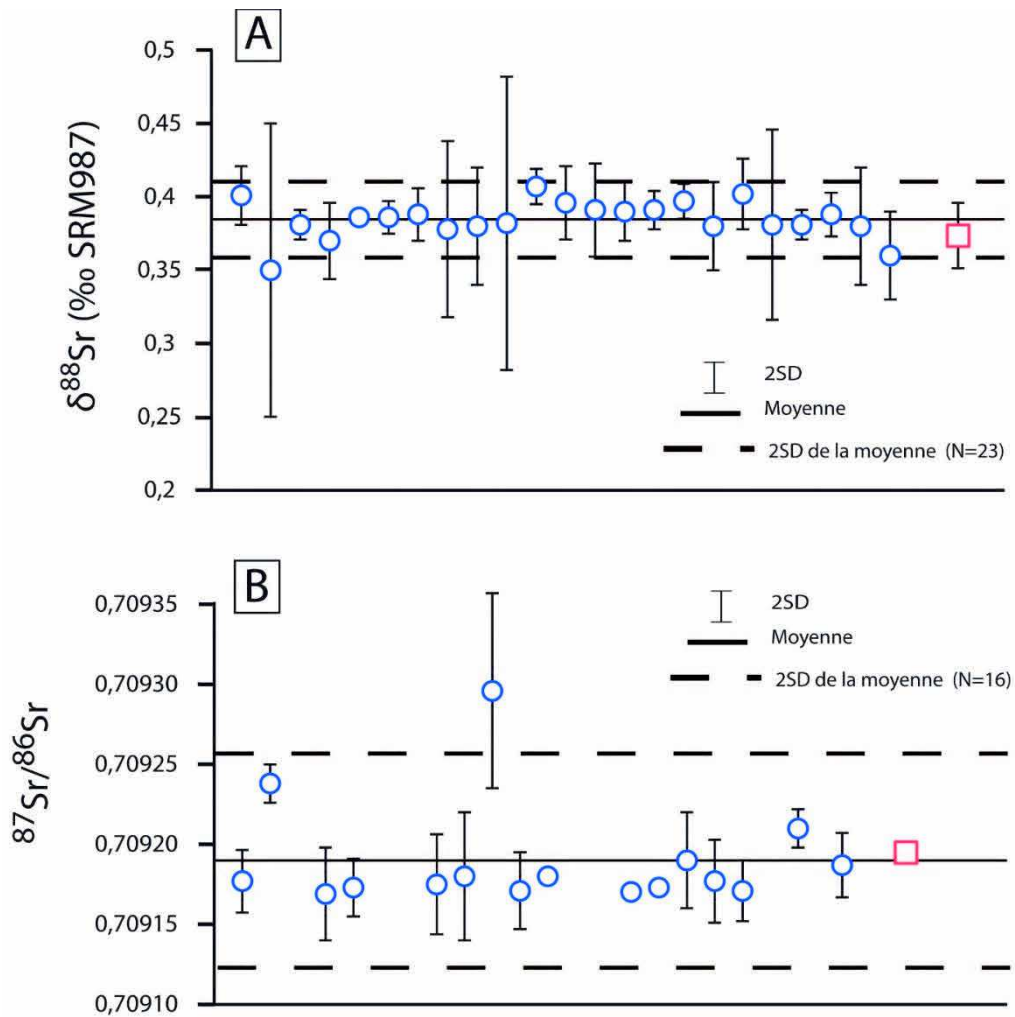 A
0,5
0,45
0,4
0,35
0,3
0,25
0,2
δ⁸⁸Sr (‰ SRM987)
2SD
Moyenne
2SD de la moyenne (N=23)
B
0,70935
0,70930
0,70925
0,70920
0,70915
0,70910
⁸⁷Sr/⁸⁶Sr
2SD
Moyenne
2SD de la moyenne (N=16)